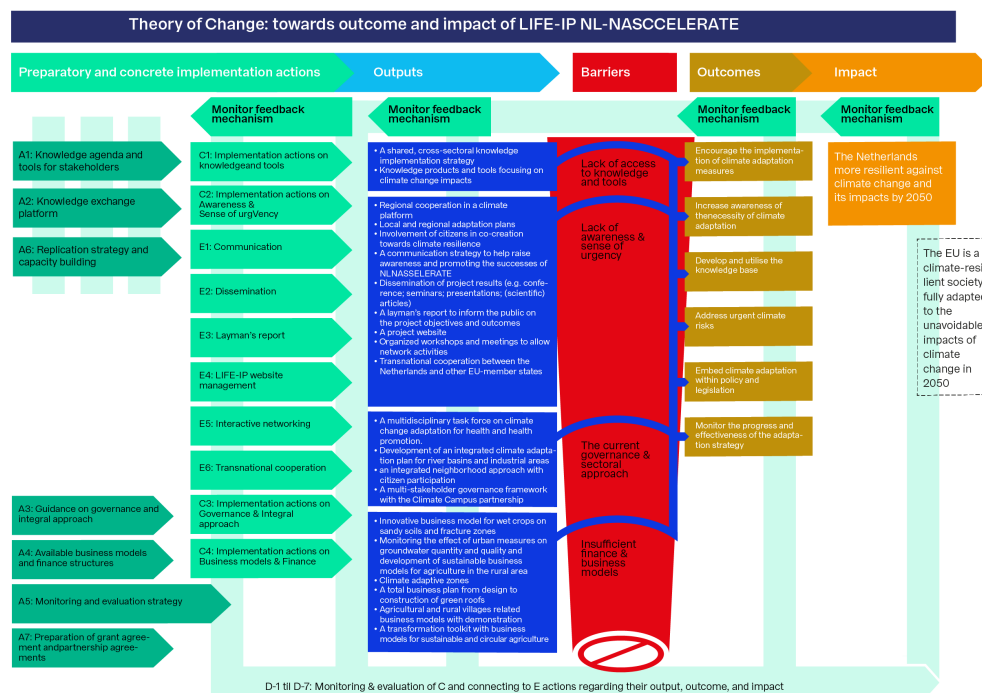 Theory of Change: towards outcome and impact of LIFE-IP NL-NASCCELERATE
Preparatory and concrete implementation actions
Outputs
Barriers
Outcomes
Impact
Monitor feedback
mechanism
Monitor feedback
mechanism
Monitor feedback
mechanism
Monitor feedback
mechanism
A1: Knowledge agenda and
tools for stakeholders
A2: Knowledge exchange
platform
A6: Replication strategy and
capacity building
A3: Guidance on governance and
integral approach
A4: Available business models
and finance structures
A5: Monitoring and evaluation strategy
A7: Preparation of grant agree-
ment andpartnership agree-
ments
C1: Implementation actions on
knowledgeand tools
C2: Implementation actions on
Awareness &
Sense of urgVency
E1: Communication
E2: Dissemination
E3: Layman's report
E4: LIFE-IP website
management
E5: Interactive networking
E6: Transnational cooperation
C3: Implementation actions on
Governance & Integral
approach
C4: Implementation actions on
Business models & Finance
• A shared, cross-sectoral knowledge
implementation strategy
• Knowledge products and tools focusing on
climate change impacts
• Regional cooperation in a climate
platform
• Local and regional adaptation plans
• Involvement of citizens in co-creation
towards climate resilience
• A communication strategy to help raise
awareness and promoting the successes of
NLNASSELERATE
• Dissemination of project results (e.g. confe-
rence; seminars; presentations; (scientific)
articles)
• A layman's report to inform the public on
the project objectives and outcomes
• A project website
• Organized workshops and meetings to allow
network activities
• Transnational cooperation between the
Netherlands and other EU-member states
• A multidisciplinary task force on climate
change adaptation for health and health
promotion.
• Development of an integrated climate adapta-
tion plan for river basins and industrial areas
• an integrated neighborhood approach with
citizen participation
• A multi-stakeholder governance framework
with the Climate Campus partnership
• Innovative business model for wet crops on
sandy soils and fracture zones
• Monitoring the effect of urban measures on
groundwater quantity and quality and
development of sustainable business
models for agriculture in the rural area
• Climate adaptive zones
• A total business plan from design to
construction of green roofs
• Agricultural and rural villages related
business models with demonstration
• A transformation toolkit with business
models for sustainable and circular agriculture
Lack of access
to knowledge
and tools
Lack of
awareness &
sense of
urgency
The current
governance &
sectoral
approach
Insufficient
finance &
business
models
Encourage the implementa-
tion of climate adaptation
measures
Increase awareness of
thenecessity of climate
adaptation
Develop and utilise the
knowledge base
Address urgent climate
risks
Embed climate adaptation
within policy and
legislation
Monitor the progress and
effectiveness of the adapta-
tion strategy
The Netherlands
more resilient against
climate change and
its impacts by 2050
The EU is a
climate-resi
lient society
fully adapted
to the
unavoidable
impacts of
climate
change in
2050
D-1 til D-7: Monitoring & evaluation of C and connecting to E actions regarding their output, outcome, and impact